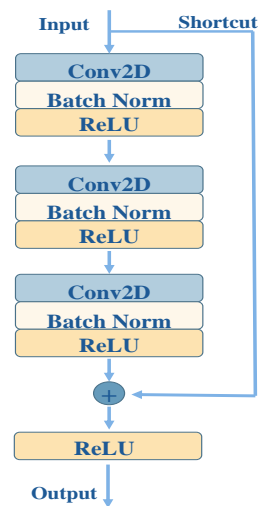 Input
Shortcut
Conv2D
Batch Norm
ReLU
Conv2D
Batch Norm
ReLU
Conv2D
Batch Norm
ReLU
+
ReLU
Output